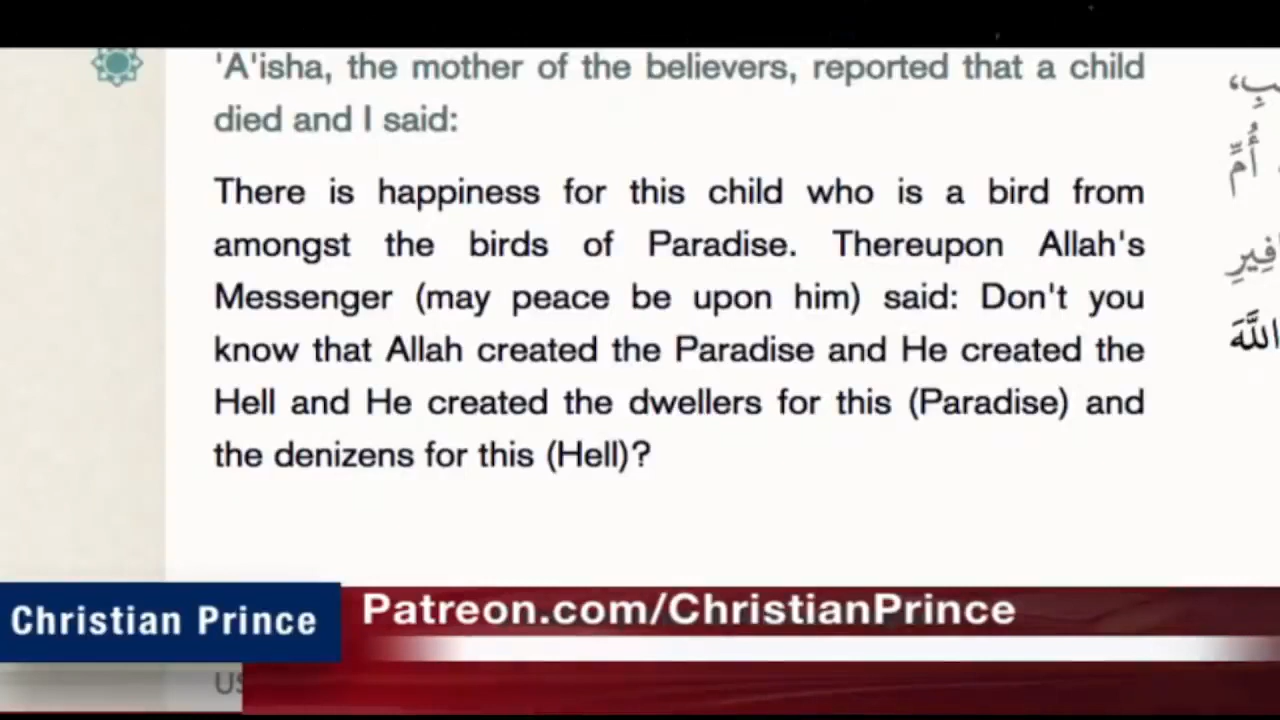 'A'isha, the mother of the believers, reported that a child
died and I said:
There is happiness for this child who is a bird from
amongst the birds of Paradise. Thereupon Allah's
Messenger (may peace be upon him) said: Don't you
know that Allah created the Paradise and He created the
Hell and He created the dwellers for this (Paradise) and
the denizens for this (Hell)?
أُمِّ
اللَّهَ
Christian Prince
Patreon.com/ChristianPrince